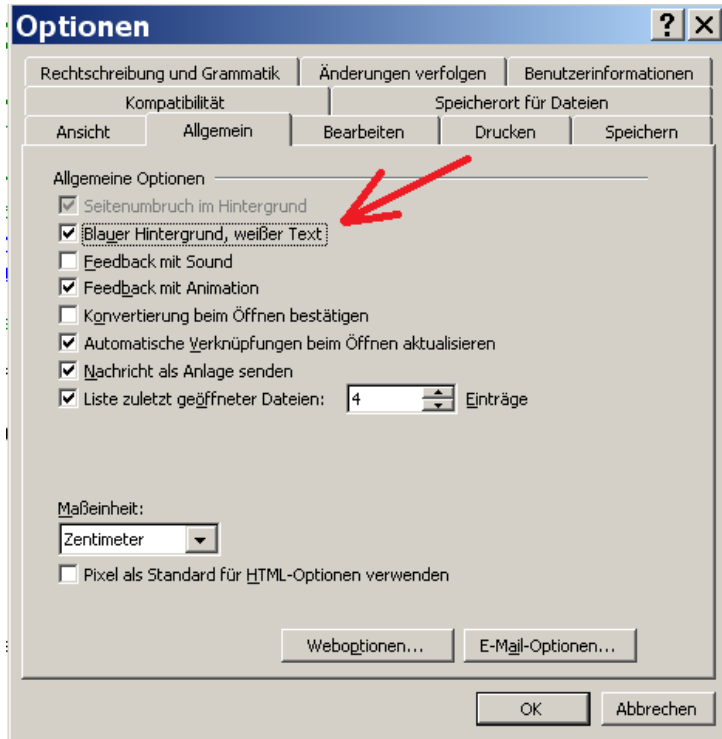 Optionen
Rechtschreibung und Grammatik Änderungen verfolgen Benutzerinformationen
Kompatibilität Speicherort für Dateien
Ansicht Allgemein Bearbeiten Drucken Speichern
Allgemeine Optionen
Seitenumbruch im Hintergrund
Blauer Hintergrund, weißer Text
Feedback mit Sound
Feedback mit Animation
Konvertierung beim Öffnen bestätigen
Automatische Verknüpfungen beim Öffnen aktualisieren
Nachricht als Anlage senden
Liste zuletzt geöffneter Dateien: 4 Einträge
Maßeinheit:
Zentimeter
Pixel als Standard für HTML-Optionen verwenden
Weboptionen... E-Mail-Optionen...
OK Abbrechen